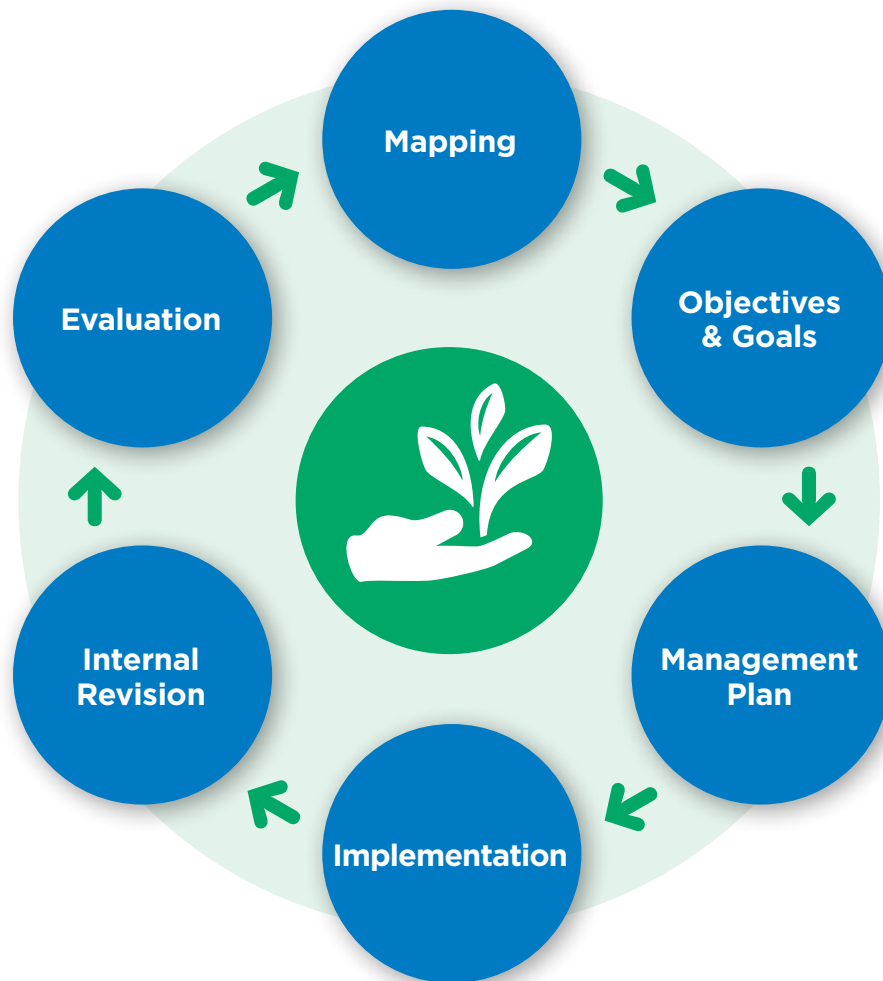 Mapping
Objectives
& Goals
Management
Plan
Implementation
Internal
Revision
Evaluation